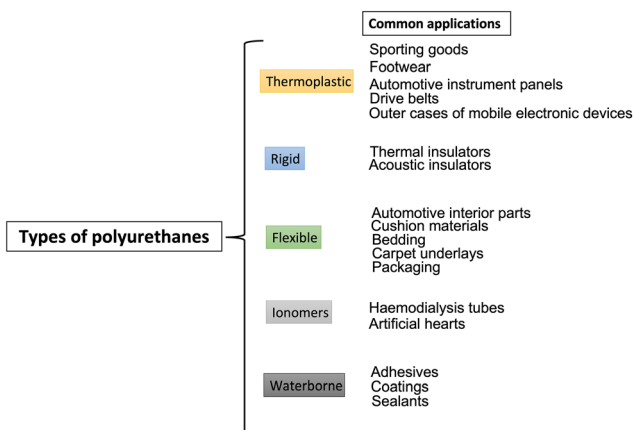 Common applications
Sporting goods
Footwear
Thermoplastic
Automotive instrument panels
Drive belts
Outer cases of mobile electronic devices
Rigid
Thermal insulators
Acoustic insulators
Types of polyurethanes
Flexible
Automotive interior parts
Cushion materials
Bedding
Carpet underlays
Packaging
Ionomers
Haemodialysis tubes
Artificial hearts
Waterborne
Adhesives
Coatings
Sealants